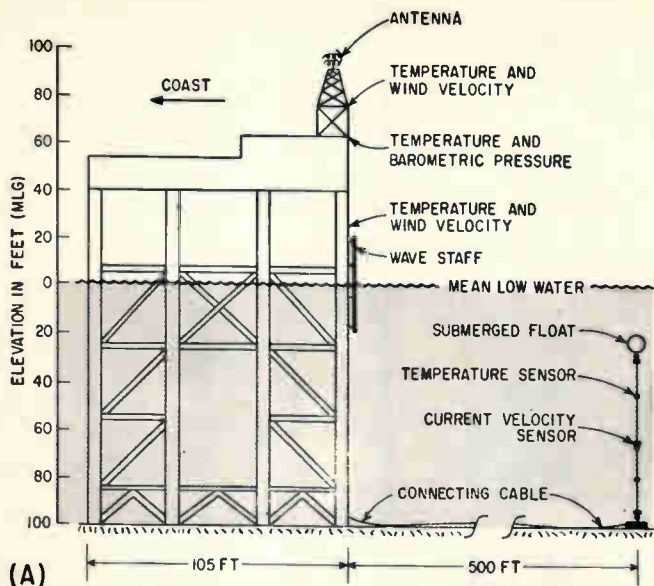 ANTENNA
100
80
60
40
20
0
20
40
60
80
100
ELEVATION IN FEET (MLG)
COAST
TEMPERATURE AND
WIND VELOCITY
TEMPERATURE AND
BAROMETRIC PRESSURE
TEMPERATURE AND
WIND VELOCITY
WAVE STAFF
MEAN LOW WATER
SUBMERGED FLOAT
TEMPERATURE SENSOR
CURRENT VELOCITY
SENSOR
CONNECTING CABLE
(A)
105 FT
500 FT